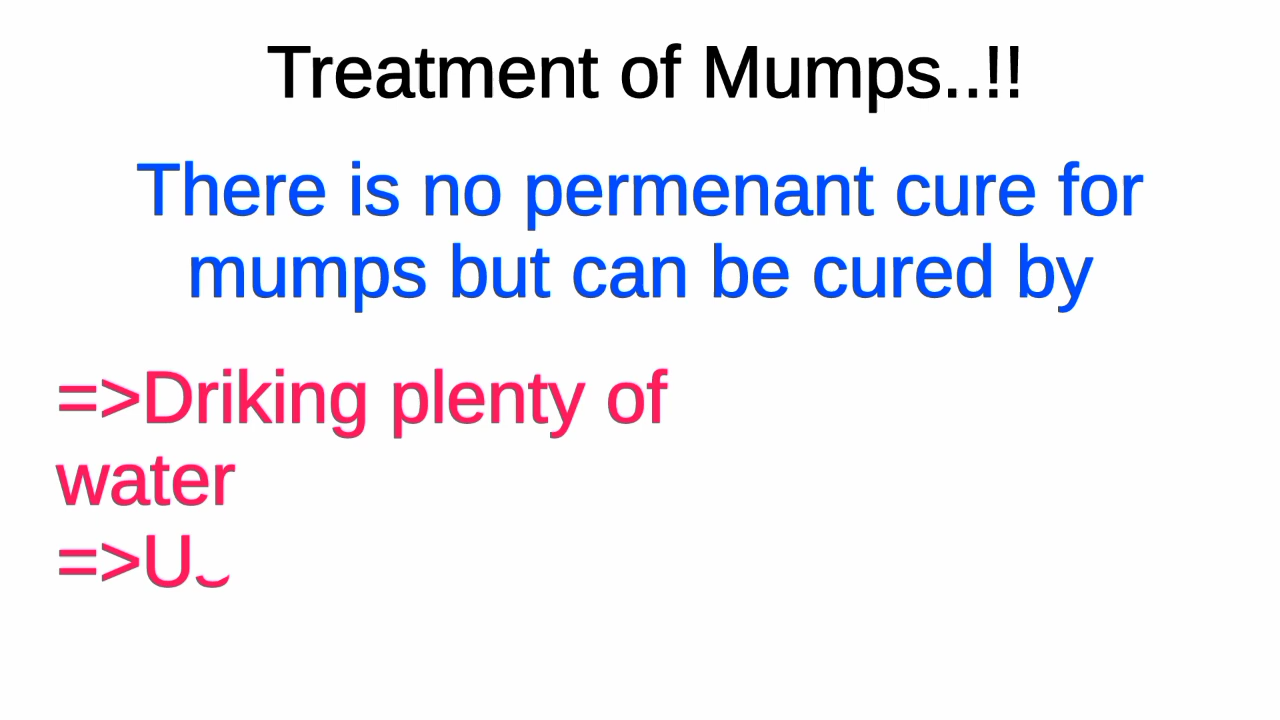 Treatment of Mumps..!!
There is no permenant cure for
mumps but can be cured by
=>Driking plenty of
water
=>U